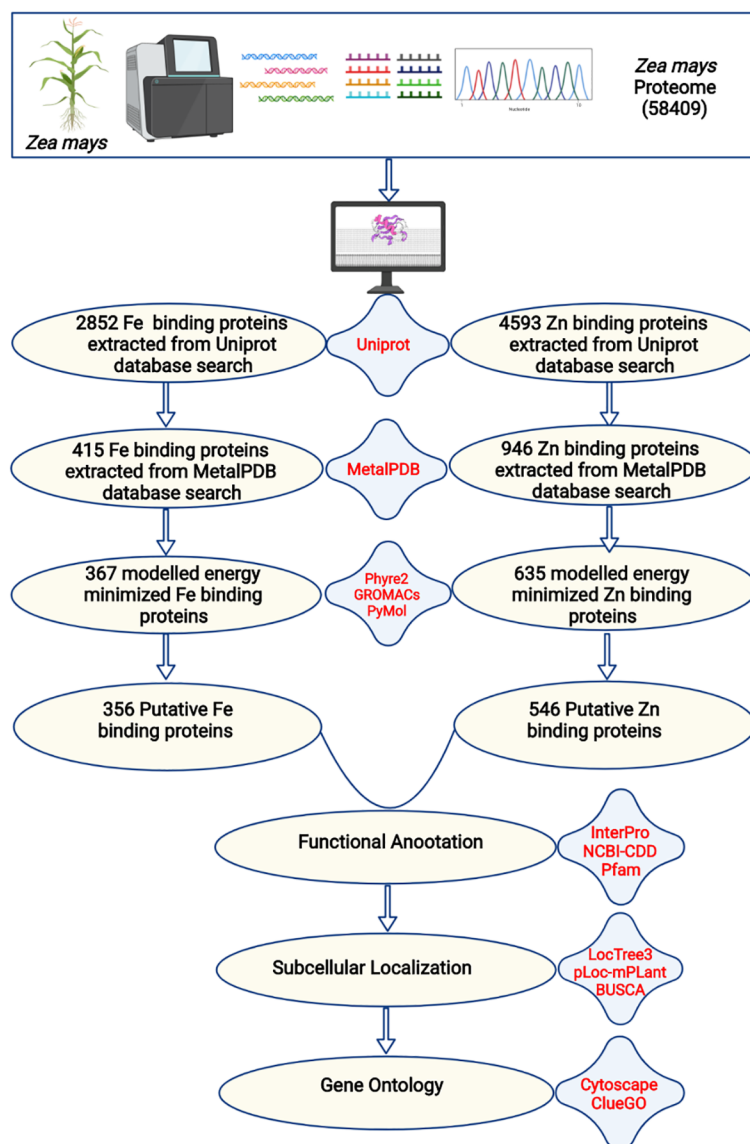 Zea mays
1
Nucleotide
10
Zea mays
Proteome
(58409)
2852 Fe binding proteins
extracted from Uniprot
database search
Uniprot
4593 Zn binding proteins
extracted from Uniprot
database search
415 Fe binding proteins
extracted from MetalPDB
database search
MetalPDB
946 Zn binding proteins
extracted from MetalPDB
database search
367 modelled energy
minimized Fe binding
proteins
Phyre2
GROMACs
PyMol
635 modelled energy
minimized Zn binding
proteins
356 Putative Fe
binding proteins
546 Putative Zn
binding proteins
Functional Anootation
InterPro
NCBI-CDD
Pfam
Subcellular Localization
LocTree3
pLoc-mPLant
BUSCA
Gene Ontology
Cytoscape
ClueGO